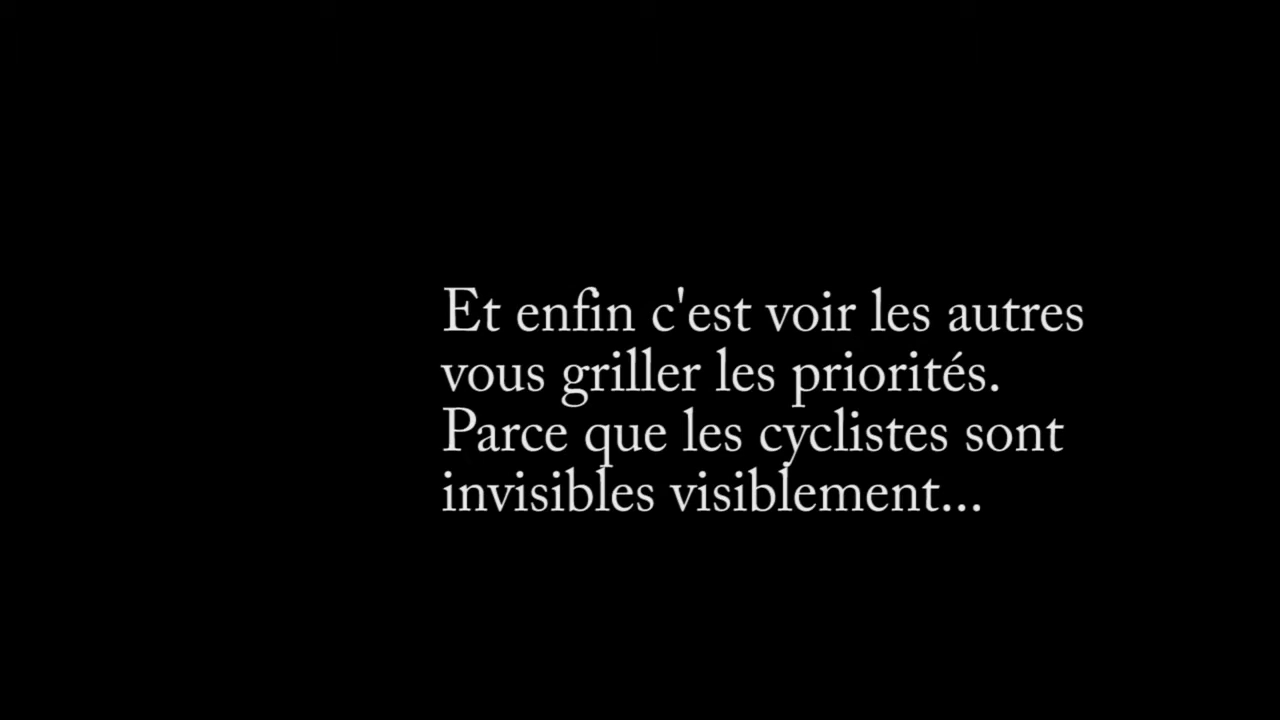 Et enfin c'est voir les autres
vous griller les priorités.
Parce que les cyclistes sont
invisibles visiblement...